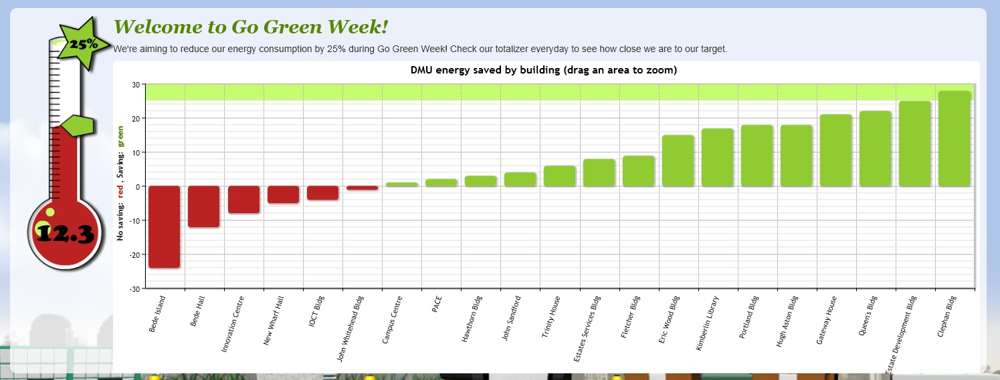 Welcome to Go Green Week!
25%
We're aiming to reduce our energy consumption by 25% during Go Green Week! Check our totalizer everyday to see how close we are to our target.
DMU energy saved by building (drag an area to zoom)
30
20
10
0
-10
-20
-30
No saving: red , Saving: green
12.3
Bede Island
Bede Hall
Innovation Centre
New Wharf Hall
IOCT Bldg
John Whitehead Bldg
Campus Centre
PACE
Hawthorn Bldg
John Sandford
Trinity House
Estates Services Bldg
Fletcher Bldg
Eric Wood Bldg
Kimberlin Library
Portland Bldg
Hugh Aston Bldg
Gateway House
Queen's Bldg
Estate Development Bldg
Clephan Bldg